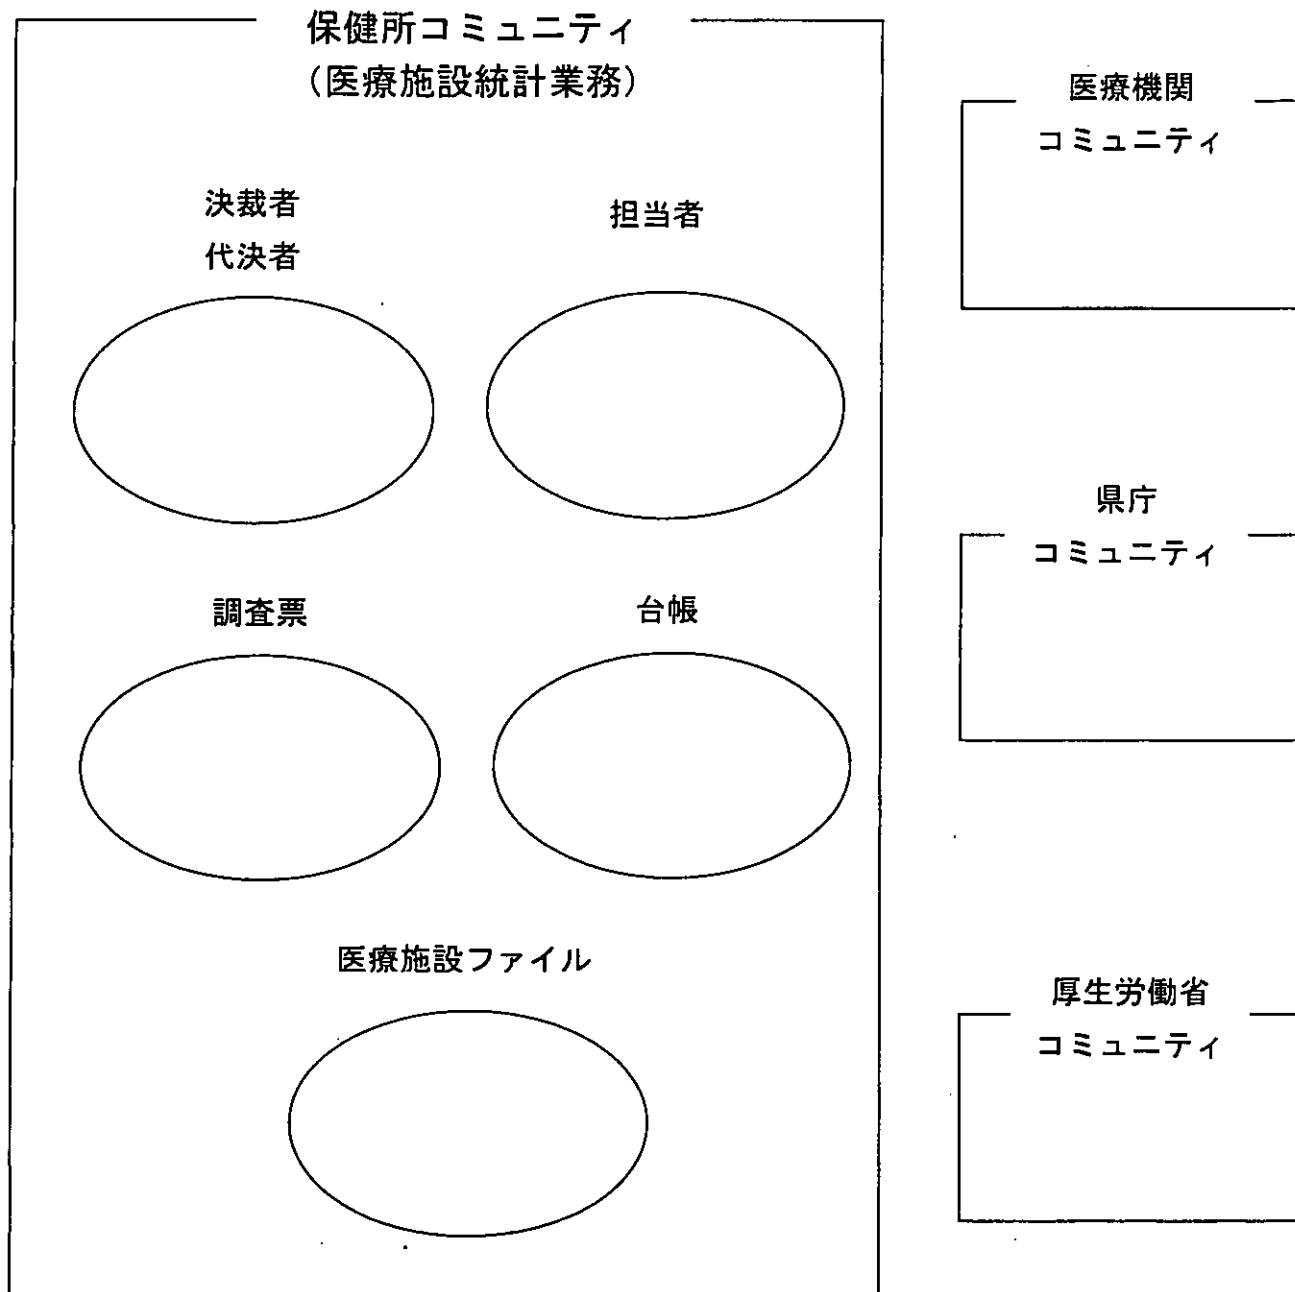 保健所コミュニティ
(医療施設統計業務)
決裁者
代決者
担当者
調査票
台帳
医療施設ファイル
医療機関
コミュニティ
県庁
コミュニティ
厚生労働省
コミュニティ